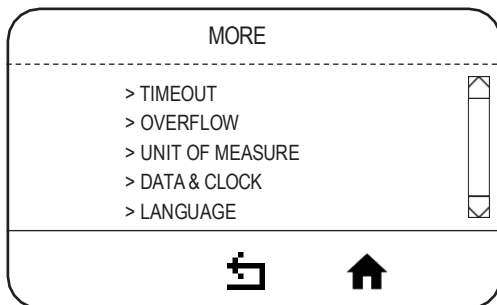 MORE
> TIMEOUT
> OVERFLOW
> UNIT OF MEASURE
> DATA & CLOCK
> LANGUAGE